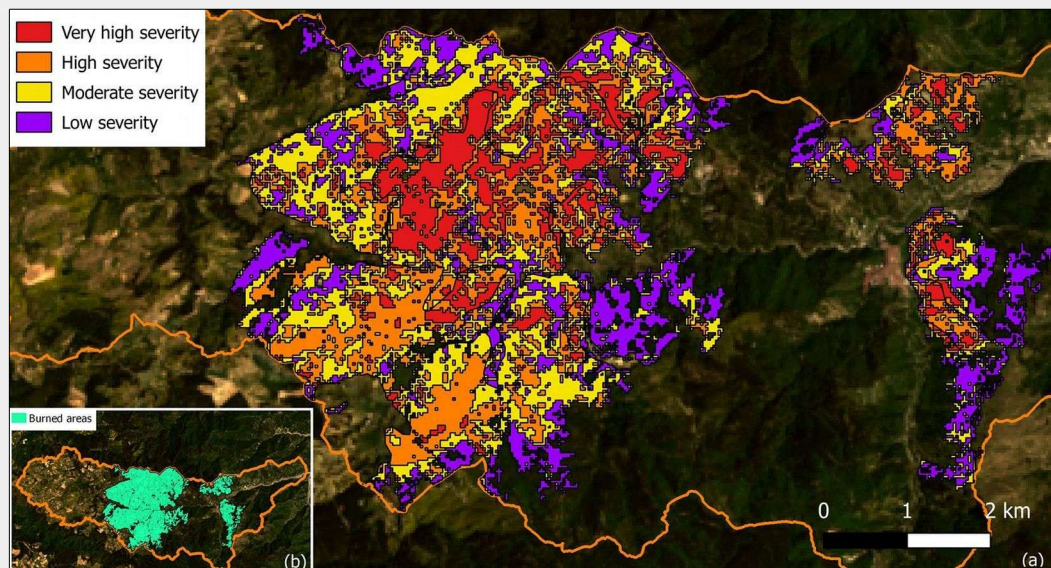 Very high severity
High severity
Moderate severity
Low severity
Burned areas
(b)
0 1 2 km
(a)